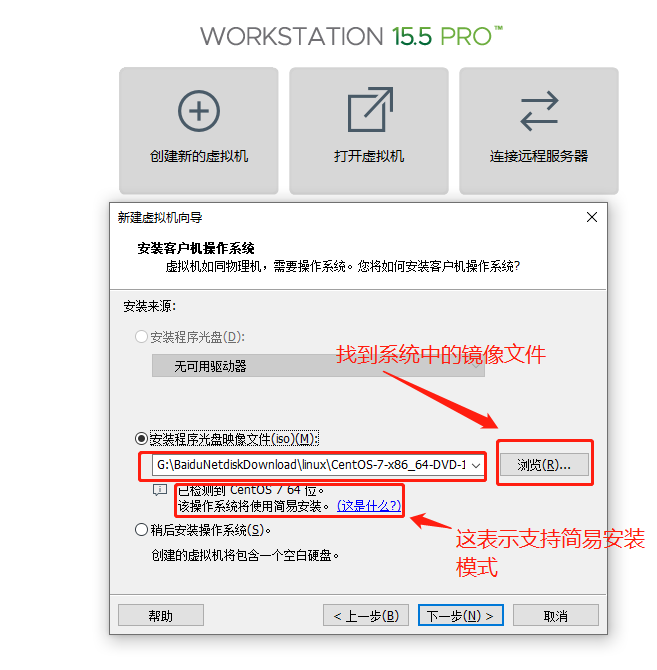 WORKSTATION 15.5 PRO™
创建新的虚拟机
打开虚拟机
连接远程服务器
新建虚拟机向导
安装客户机操作系统
虚拟机如同物理机，需要操作系统。您将如何安装客户机操作系统?
安装来源:
安装程序光盘(D):
找到系统中的镜像文件
无可用驱动器
安装程序光盘映像文件(iso)(M):
G:\BaiduNetdiskDownload\linux\CentOS-7-x86_64-DVD-1
浏览(R)...
已检测到 CentOS 7 64 位。
该操作系统将使用简易安装。 (这是什么?)
稍后安装操作系统(S)。
这表示支持简易安装
模式
创建的虚拟机将包含一个空白硬盘。
帮助
< 上一步(B)
下一步(N) >
取消